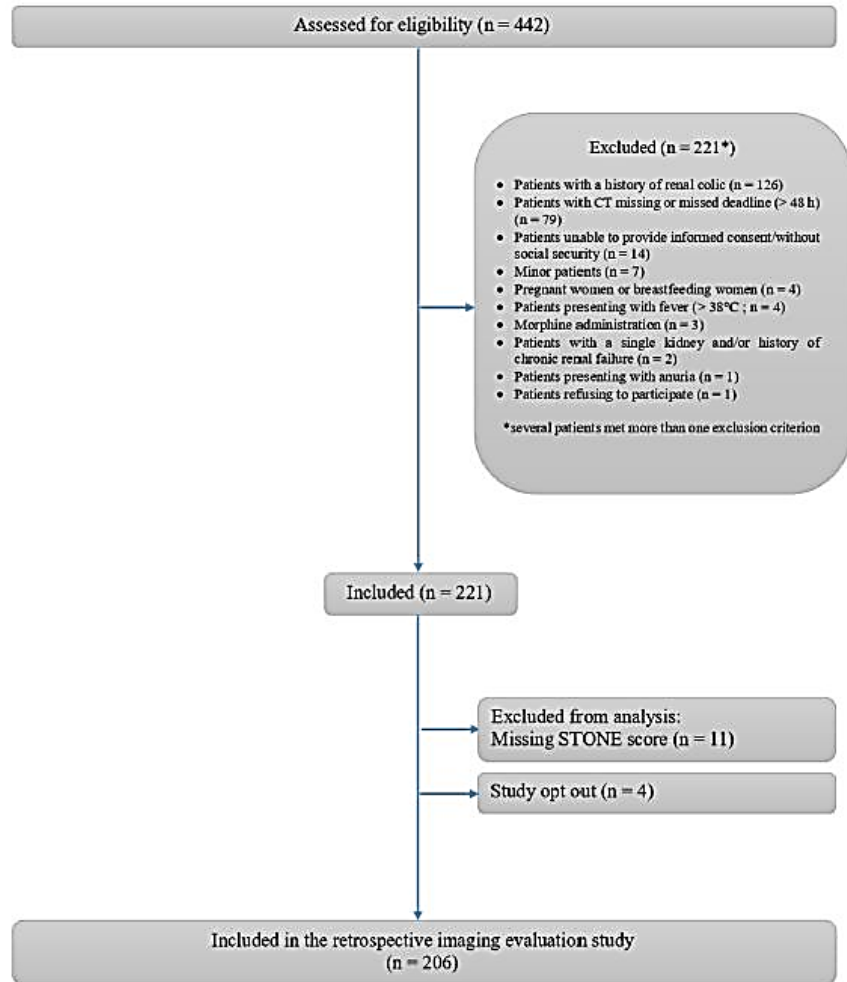 Assessed for eligibility (n = 442)
Excluded (n = 221*)
• Patients with a history of renal colic (n = 126)
• Patients with CT missing or missed deadline (> 48 h)
(n = 79)
• Patients unable to provide informed consent/without
social security (n = 14)
• Minor patients (n = 7)
• Pregnant women or breastfeeding women (n = 4)
• Patients presenting with fever (> 38°C ; n = 4)
• Morphine administration (n = 3)
• Patients with a single kidney and/or history of
chronic renal failure (n = 2)
• Patients presenting with anuria (n = 1)
• Patients refusing to participate (n = 1)
*several patients met more than one exclusion criterion
Included (n = 221)
Excluded from analysis:
Missing STONE score (n = 11)
Study opt out (n = 4)
Included in the retrospective imaging evaluation study
(n = 206)